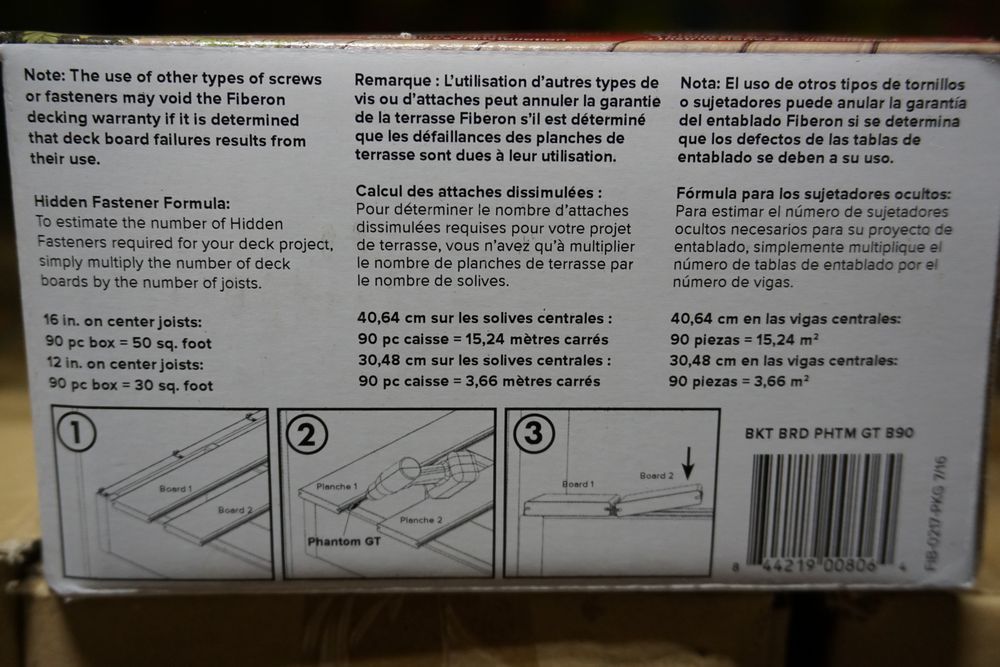 Note: The use of other types of screws
or fasteners may void the Fiberon
decking warranty if it is determined
that deck board failures results from
their use.
Hidden Fastener Formula:
To estimate the number of Hidden
Fasteners required for your deck project,
simply multiply the number of deck
boards by the number of joists.
16 in. on center joists:
90 pc box = 50 sq. foot
12 in. on center joists:
90 pc box = 30 sq. foot
Remarque : L'utilisation d'autres types de
vis ou d'attaches peut annuler la garantie
de la terrasse Fiberon s'il est déterminé
que les défaillances des planches de
terrasse sont dues à leur utilisation.
Calcul des attaches dissimulées :
Pour déterminer le nombre d'attaches
dissimulées requises pour votre projet
de terrasse, vous n'avez qu'à multiplier
le nombre de planches de terrasse par
le nombre de solives.
40,64 cm sur les solives centrales :
90 pc caisse = 15,24 mètres carrés
30,48 cm sur les solives centrales :
90 pc caisse = 3,66 mètres carrés
Nota: El uso de otros tipos de tornillos
o sujetadores puede anular la garantía
del entablado Fiberon si se determina
que los defectos de las tablas de
entablado se deben a su uso.
Fórmula para los sujetadores ocultos:
Para estimar el número de sujetadores
ocultos necesarios para su proyecto de
entablado, simplemente multiplique el
número de tablas de entablado por el
número de vigas.
40,64 cm en las vigas centrales:
90 piezas = 15,24 m²
30,48 cm en las vigas centrales:
90 piezas = 3,66 m²
1
Board 1
Board 2
2
Planche 1
Planche 2
Phantom GT
3
Board 1
Board 2
BKT BRD PHTM GT B90
8 44219 00806 4
FIB-0217-PKG 7/16